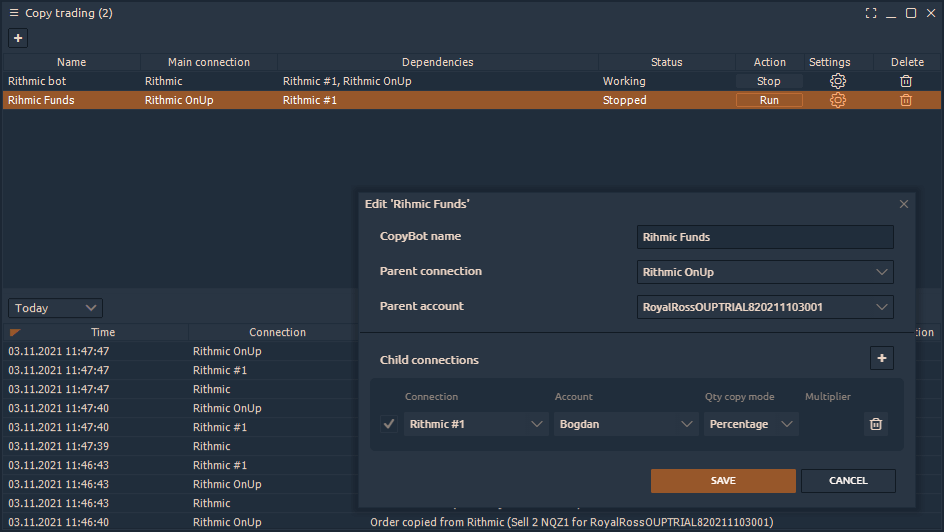 Copy trading (2)
+
Name Main connection Dependencies Status Action Settings Delete
Rithmic bot Rithmic Rithmic #1, Rithmic OnUp Working Stop
Rihmic Funds Rithmic OnUp Rithmic #1 Stopped Run
Edit 'Rihmic Funds'
CopyBot name Rihmic Funds
Parent connection Rithmic OnUp
Parent account RoyalRossOUPTRIAL820211103001
Child connections +
Connection Account Qty copy mode Multiplier
Rithmic #1 Bogdan Percentage
SAVE CANCEL
Today
Time Connection
03.11.2021 11:47:47 Rithmic OnUp
03.11.2021 11:47:47 Rithmic #1
03.11.2021 11:47:47 Rithmic
03.11.2021 11:47:40 Rithmic OnUp
03.11.2021 11:47:40 Rithmic #1
03.11.2021 11:47:39 Rithmic
03.11.2021 11:46:43 Rithmic #1
03.11.2021 11:46:43 Rithmic OnUp
03.11.2021 11:46:43 Rithmic
03.11.2021 11:46:40 Rithmic OnUp Order copied from Rithmic (Sell 2 NQZ1 for RoyalRossOUPTRIAL820211103001)